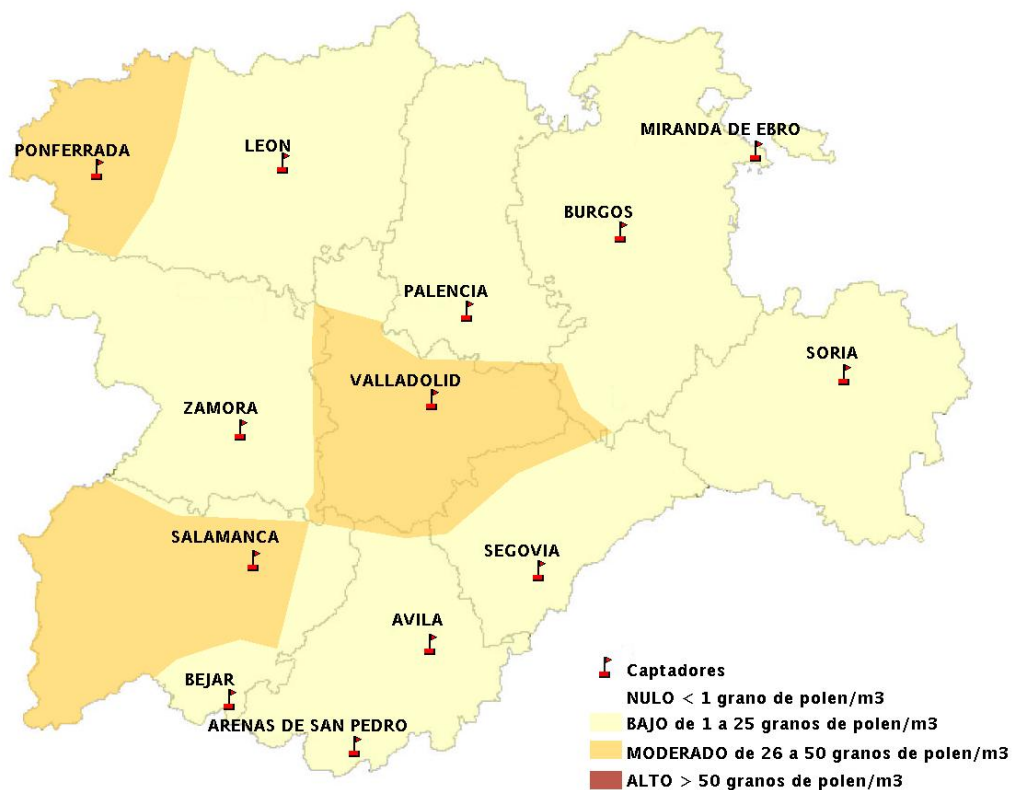 MIRANDA DE EBRO
PONFERRADA
LEON
BURGOS
PALENCIA
SORIA
VALLADOLID
ZAMORA
SALAMANCA
SEGOVIA
AVILA
BEJAR
ARENAS DE SAN PEDRO
Captadores
NULO < 1 grano de polen/m3
BAJO de 1 a 25 granos de polen/m3
MODERADO de 26 a 50 granos de polen/m3
ALTO > 50 granos de polen/m3